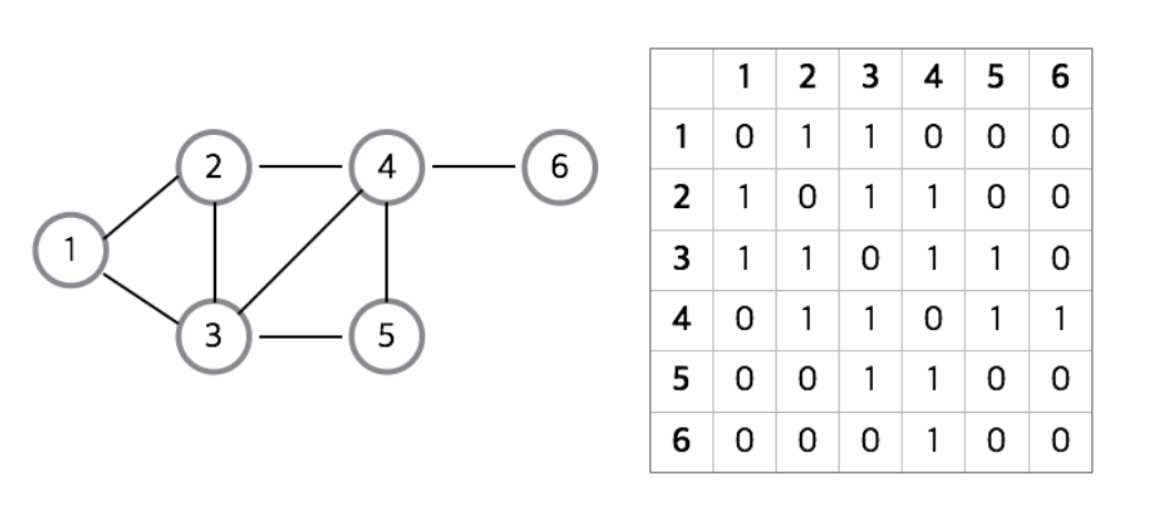 2 4 6
1
3 5
1 2 3 4 5 6
1 0 1 1 0 0 0
2 1 0 1 1 0 0
3 1 1 0 1 1 0
4 0 1 1 0 1 1
5 0 0 1 1 0 0
6 0 0 0 1 0 0